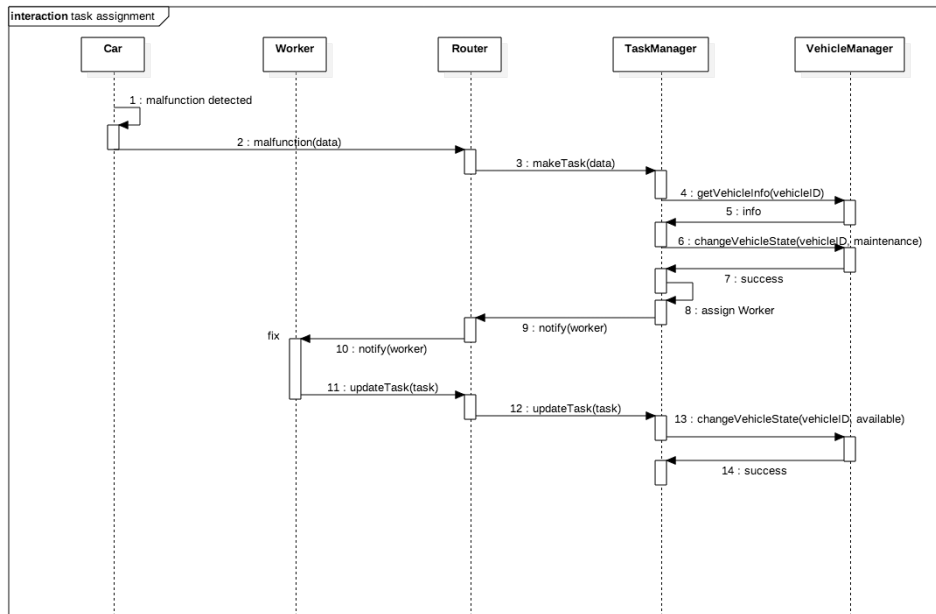 interaction task assignment
Car
Worker
Router
TaskManager
VehicleManager
1 : malfunction detected
2 : malfunction(data)
3 : makeTask(data)
4 : getVehicleInfo(vehicleID)
5 : info
6 : changeVehicleState(vehicleID, maintenance)
7 : success
8 : assign Worker
9 : notify(worker)
fix
10 : notify(worker)
11 : updateTask(task)
12 : updateTask(task)
13 : changeVehicleState(vehicleID, available)
14 : success